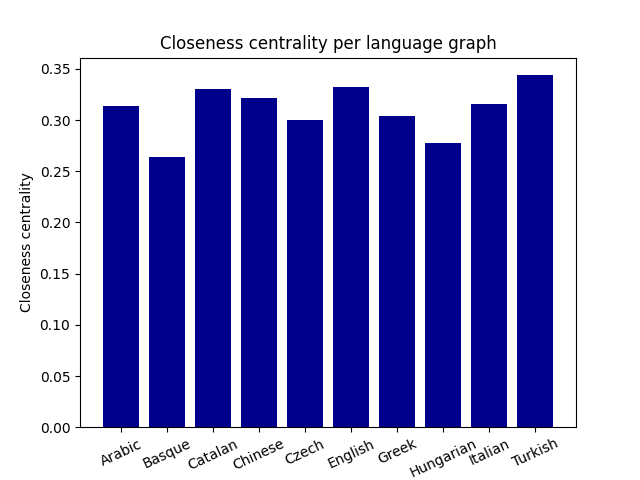 Closeness centrality per language graph
Closeness centrality
0.35
0.30
0.25
0.20
0.15
0.10
0.05
0.00
Arabic
Basque
Catalan
Chinese
Czech
English
Greek
Hungarian
Italian
Turkish